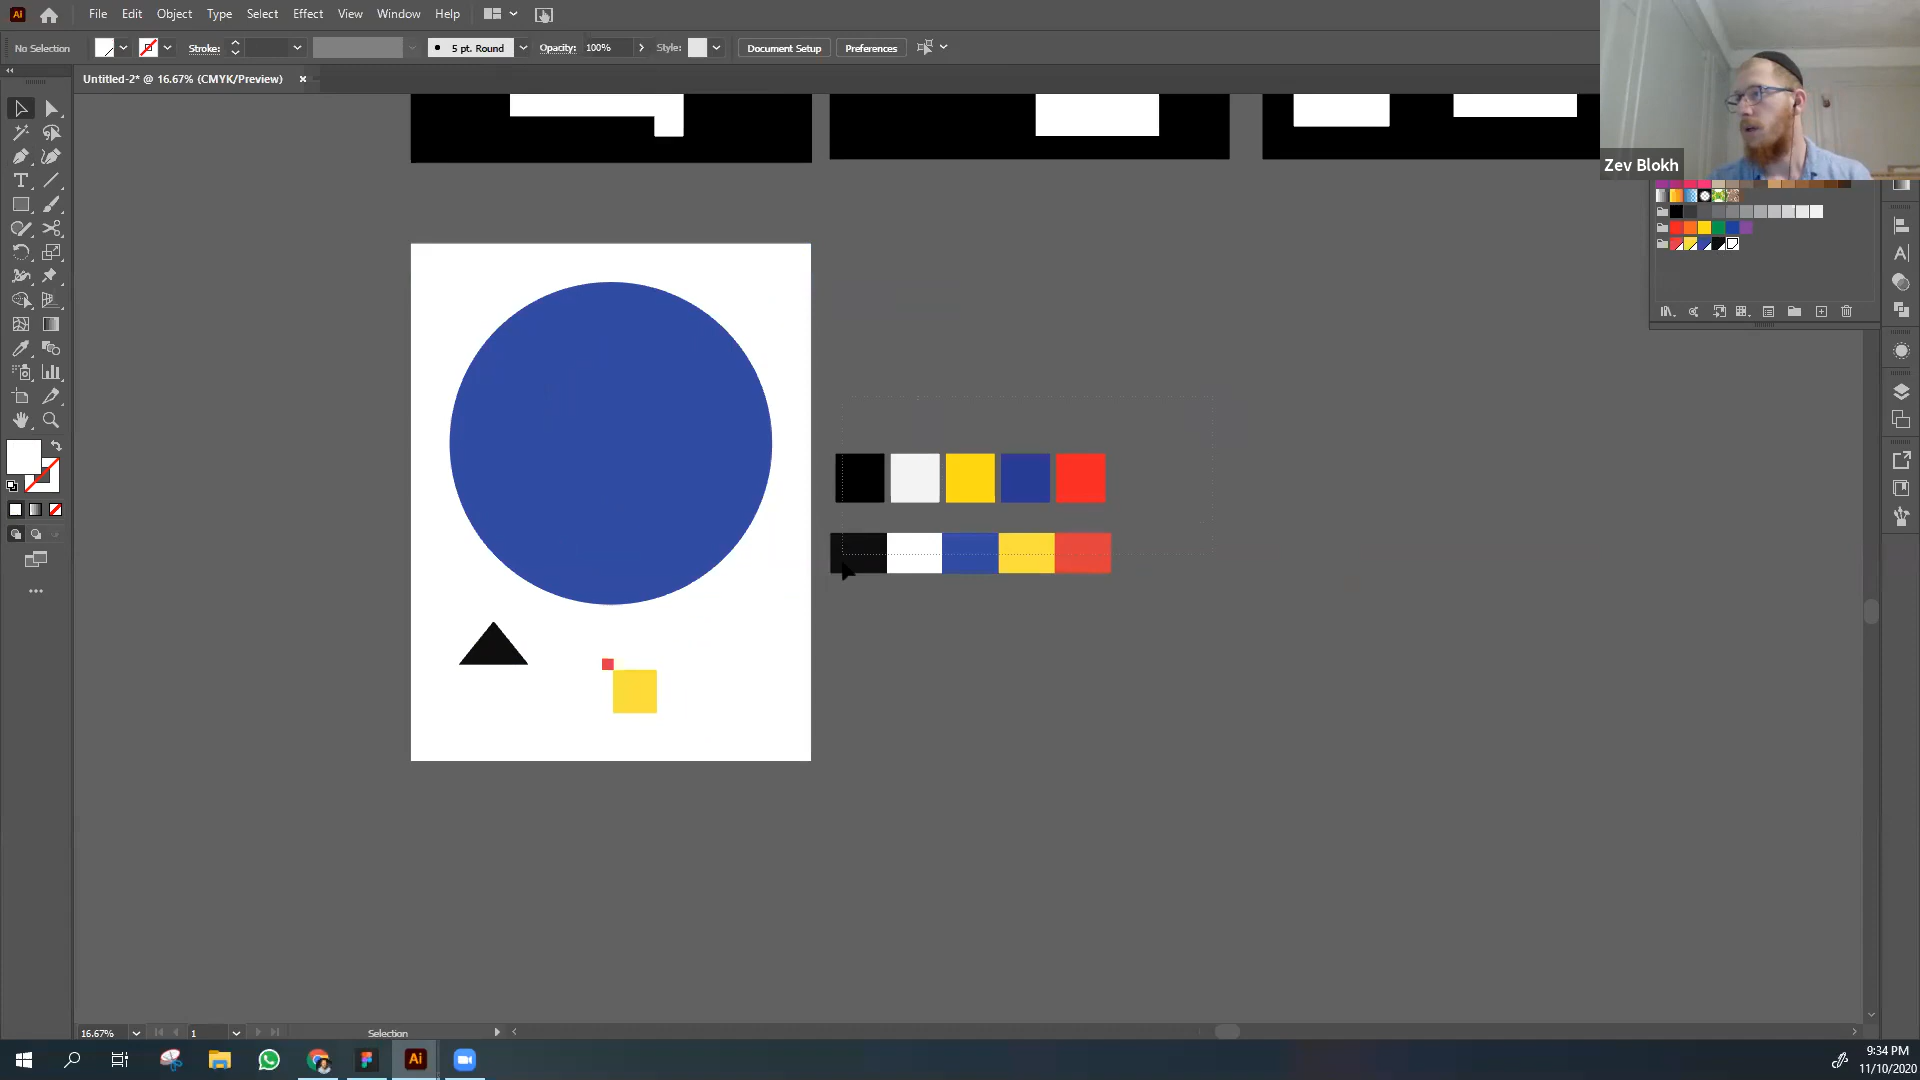 Ai File Edit Object Type Select Effect View Window Help
No Selection Stroke: 5 pt. Round Opacity: 100% Style: Document Setup Preferences
Untitled-2* @ 16.67% (CMYK/Preview) ×
Zev Blokh
16.67% 1 Selection
Ai
9:34 PM
11/10/2020